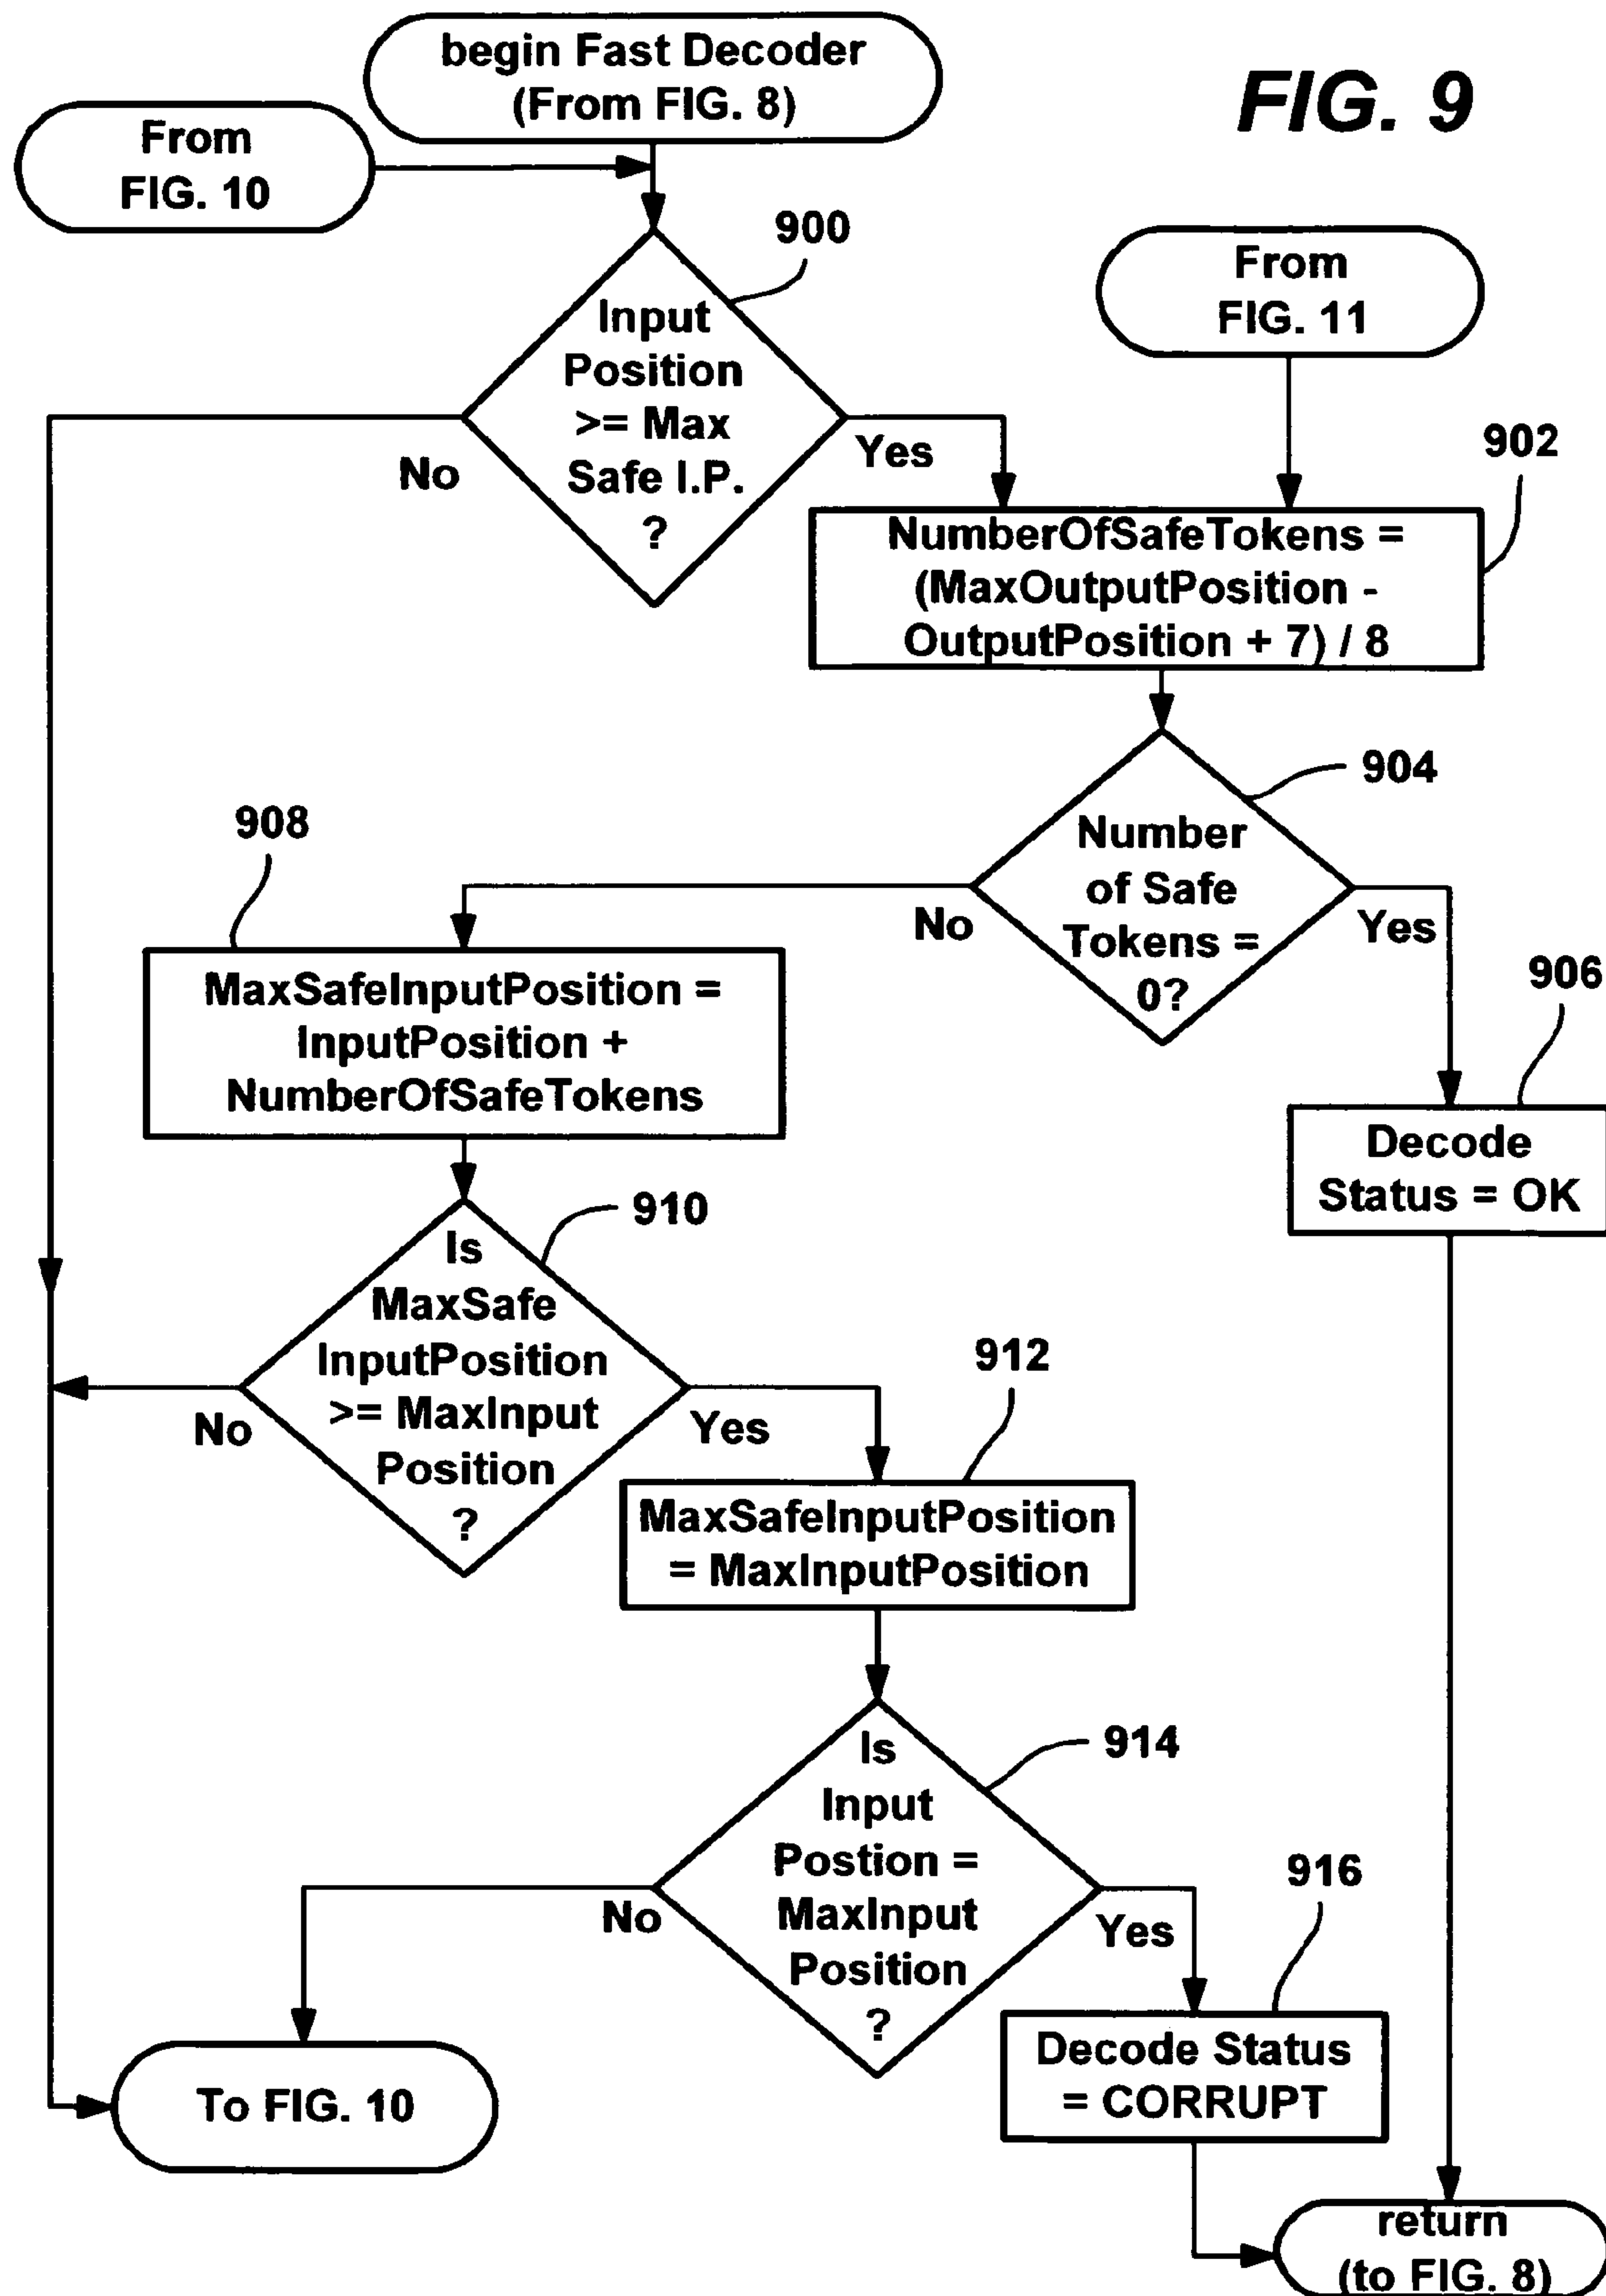 begin Fast Decoder
(From FIG. 8)
FIG. 9
From
FIG. 10
900
Input
Position
>= Max
Safe I.P.
?
No
Yes
From
FIG. 11
902
NumberOfSafeTokens =
(MaxOutputPosition -
OutputPosition + 7) / 8
904
Number
of Safe
Tokens =
0?
No
Yes
908
MaxSafeInputPosition =
InputPosition +
NumberOfSafeTokens
906
Decode
Status = OK
910
Is
MaxSafe
InputPosition
>= MaxInput
Position
?
No
Yes
912
MaxSafeInputPosition
= MaxInputPosition
914
Is
Input
Postion =
MaxInput
Position
?
No
Yes
916
Decode Status
= CORRUPT
To FIG. 10
return
(to FIG. 8)